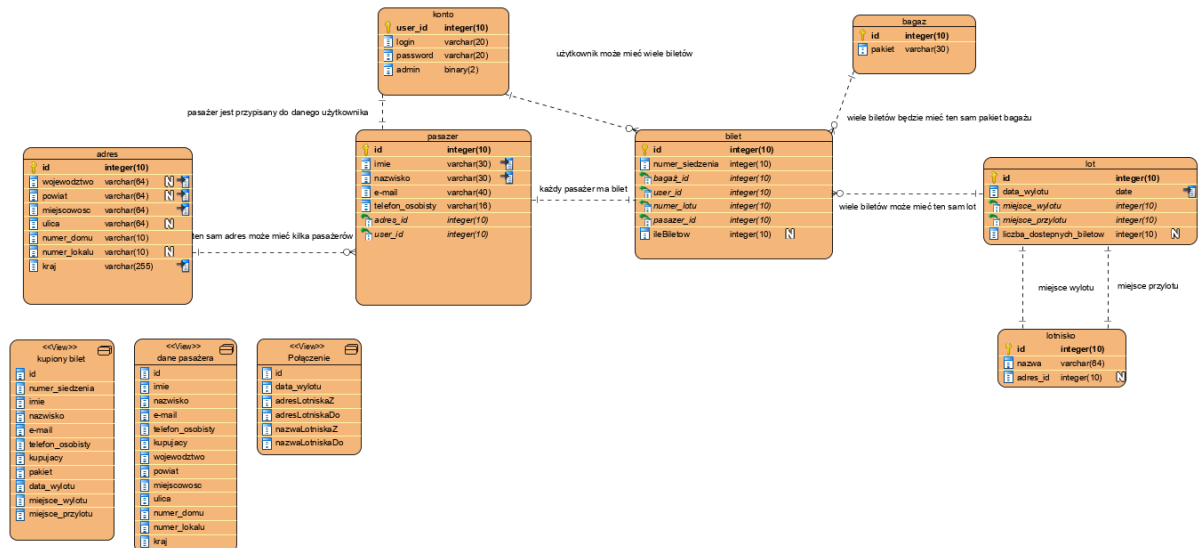 konto
user_id integer(10)
login varchar(20)
password varchar(20)
admin binary(2)
bagaz
id integer(10)
pakiet varchar(30)
użytkownik może mieć wiele biletów
pasażer jest przypisany do danego użytkownika
wiele biletów będzie mieć ten sam pakiet bagażu
adres
id integer(10)
wojewodztwo varchar(64) N
powiat varchar(64) N
miejscowosc varchar(64)
ulica varchar(64) N
numer_domu varchar(10)
numer_lokalu varchar(10) N
kraj varchar(255)
ten sam adres może mieć kilka pasażerów
pasazer
id integer(10)
imie varchar(30)
nazwisko varchar(30)
e-mail varchar(40)
telefon_osobisty varchar(16)
adres_id integer(10)
user_id integer(10)
każdy pasażer ma bilet
bilet
id integer(10)
numer_siedzenia integer(10)
bagaż_id integer(10)
user_id integer(10)
numer_lotu integer(10)
pasazer_id integer(10)
ileBiletow integer(10) N
wiele biletów może mieć ten sam lot
lot
id integer(10)
data_wylotu date
miejsce_wylotu integer(10)
miejsce_przylotu integer(10)
liczba_dostepnych_biletow integer(10) N
miejsce wylotu
miejsce przylotu
lotnisko
id integer(10)
nazwa varchar(64)
adres_id integer(10) N
<<View>>
kupiony bilet
id
numer_siedzenia
imie
nazwisko
e-mail
telefon_osobisty
kupujacy
pakiet
data_wylotu
miejsce_wylotu
miejsce_przylotu
<<View>>
dane pasażera
id
imie
nazwisko
e-mail
telefon_osobisty
kupujacy
wojewodztwo
powiat
miejscowosc
ulica
numer_domu
numer_lokalu
kraj
<<View>>
Połączenie
id
data_wylotu
adresLotniskaZ
adresLotniskaDo
nazwaLotniskaZ
nazwaLotniskaDo